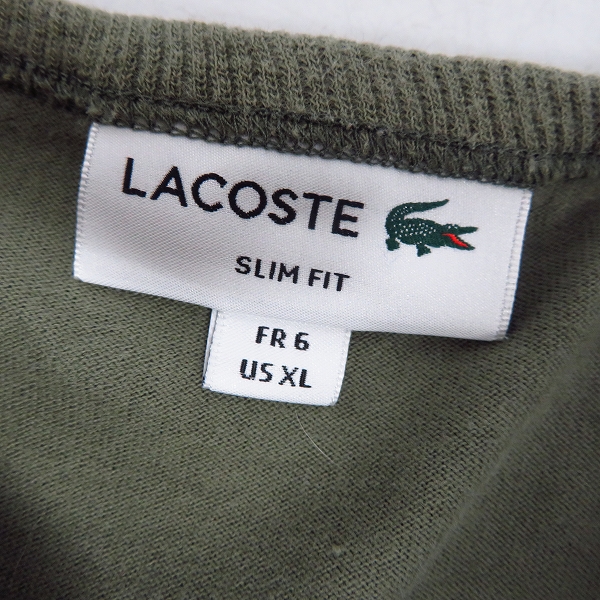 LACOSTE
SLIM FIT
FR 6
US XL